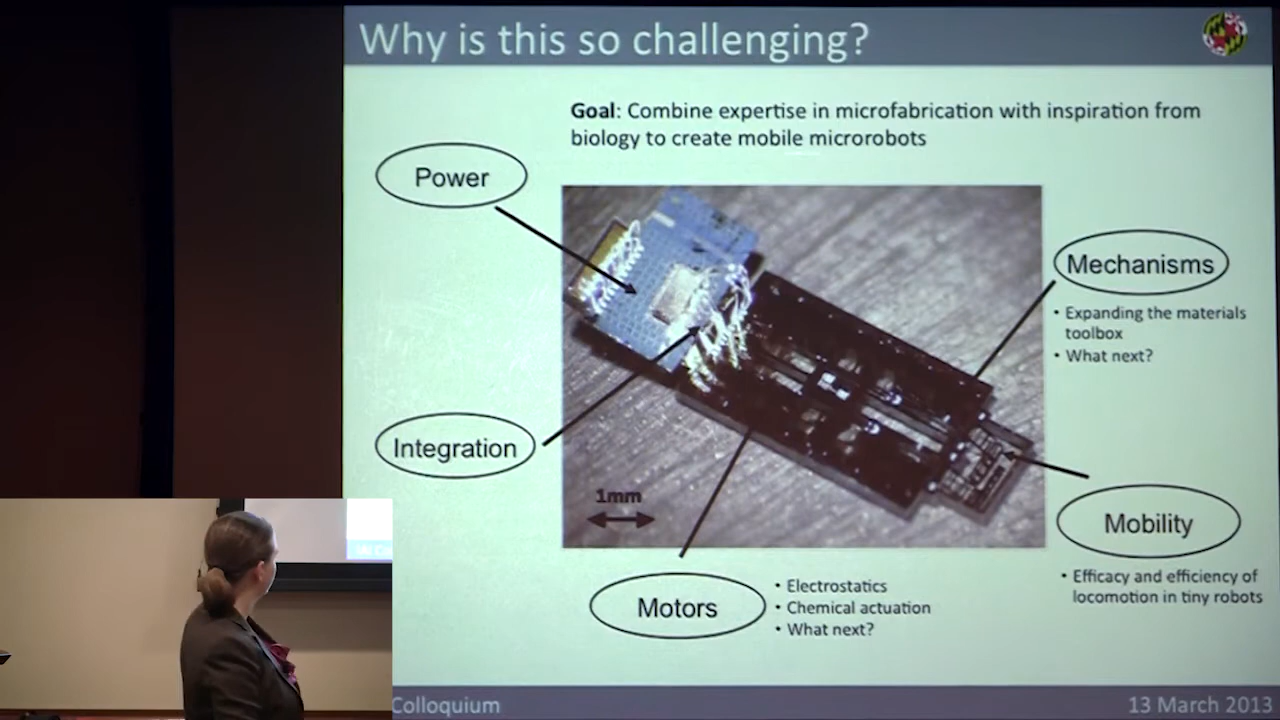 Why is this so challenging?
Goal: Combine expertise in microfabrication with inspiration from
biology to create mobile microrobots
Power
Mechanisms
• Expanding the materials
toolbox
• What next?
Integration
1mm
Mobility
• Efficacy and efficiency of
locomotion in tiny robots
Motors
• Electrostatics
• Chemical actuation
• What next?
Colloquium
13 March 2013